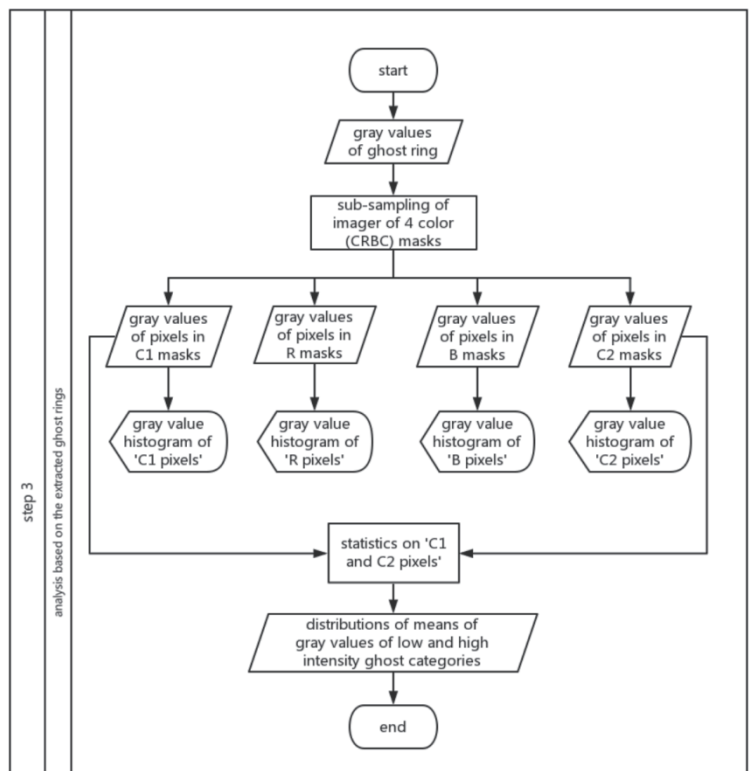 start
gray values
of ghost ring
sub-sampling of
imager of 4 color
(CRBC) masks
gray values
of pixels in
C1 masks
gray values
of pixels in
R masks
gray values
of pixels in
B masks
gray values
of pixels in
C2 masks
gray value
histogram of
'C1 pixels'
gray value
histogram of
'R pixels'
gray value
histogram of
'B pixels'
gray value
histogram of
'C2 pixels'
step 3
analysis based on the extracted ghost rings
statistics on 'C1
and C2 pixels'
distributions of means of
gray values of low and high
intensity ghost categories
end